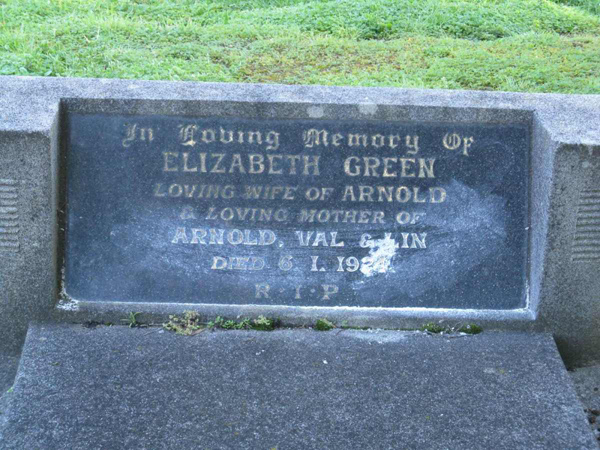 In Loving Memory Of
ELIZABETH GREEN
LOVING WIFE OF ARNOLD
& LOVING MOTHER OF
ARNOLD, VAL & LIN
DIED 6. 1.
R·I·P